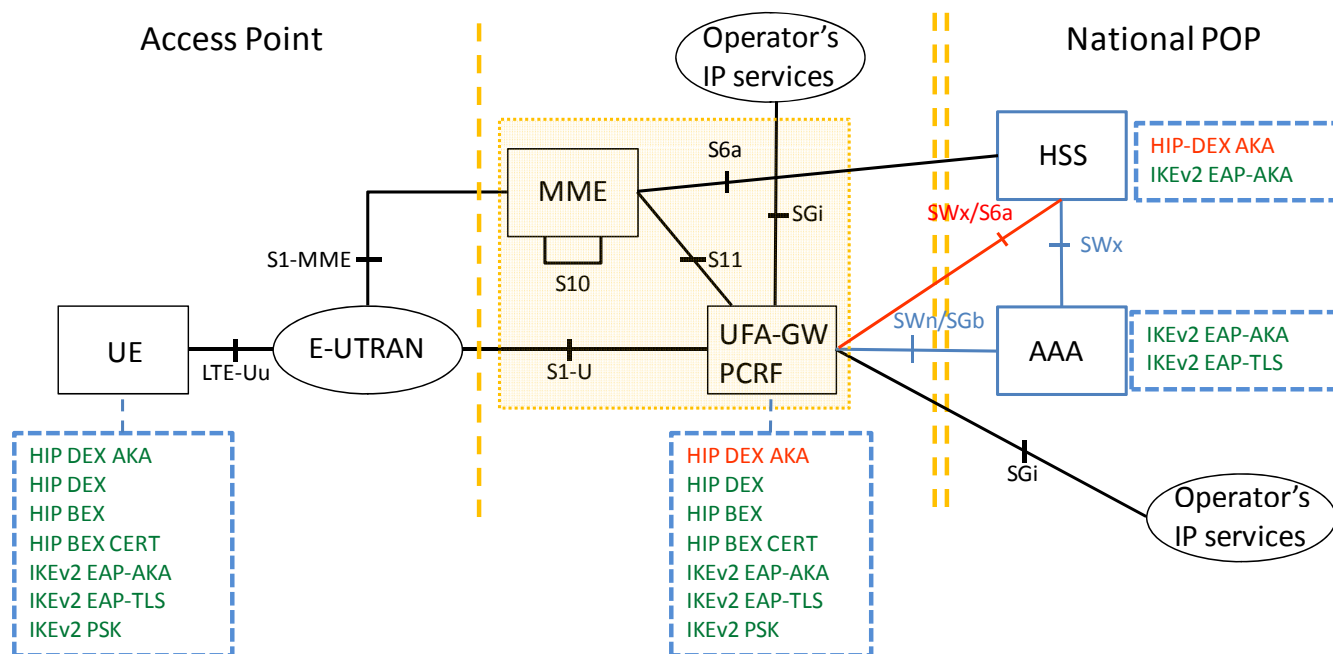 Access Point
Operator's
IP services
National POP
S6a
MME
HSS
HIP-DEX AKA
IKEv2 EAP-AKA
SGi
SWx/S6a
SWx
S1-MME
S10
S11
UE
LTE-Uu
E-UTRAN
S1-U
UFA-GW
PCRF
SWn/SGb
AAA
IKEv2 EAP-AKA
IKEv2 EAP-TLS
HIP DEX AKA
HIP DEX
HIP BEX
HIP BEX CERT
IKEv2 EAP-AKA
IKEv2 EAP-TLS
IKEv2 PSK
HIP DEX AKA
HIP DEX
HIP BEX
HIP BEX CERT
IKEv2 EAP-AKA
IKEv2 EAP-TLS
IKEv2 PSK
SGi
Operator's
IP services